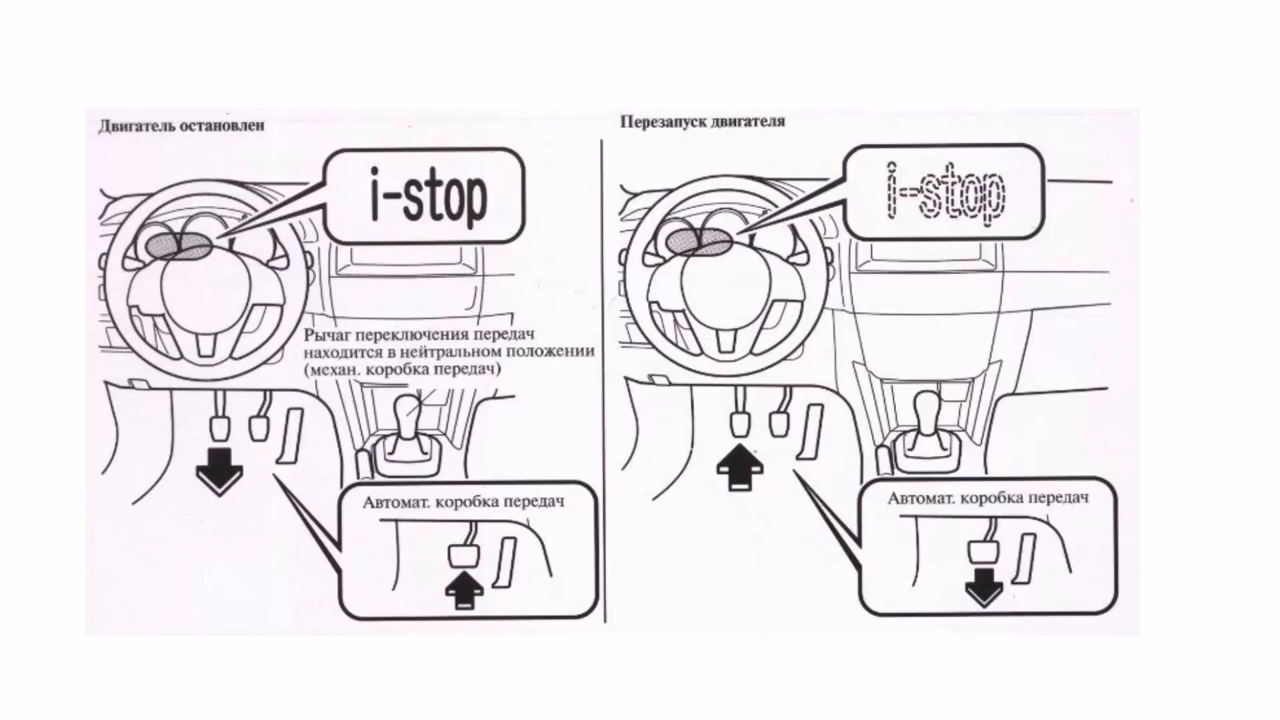 Двигатель остановлен
i-stop
Рычаг переключения передач
находится в нейтральном положении
(механ. коробка передач)
Автомат. коробка передач
Перезапуск двигателя
i-stop
Автомат. коробка передач